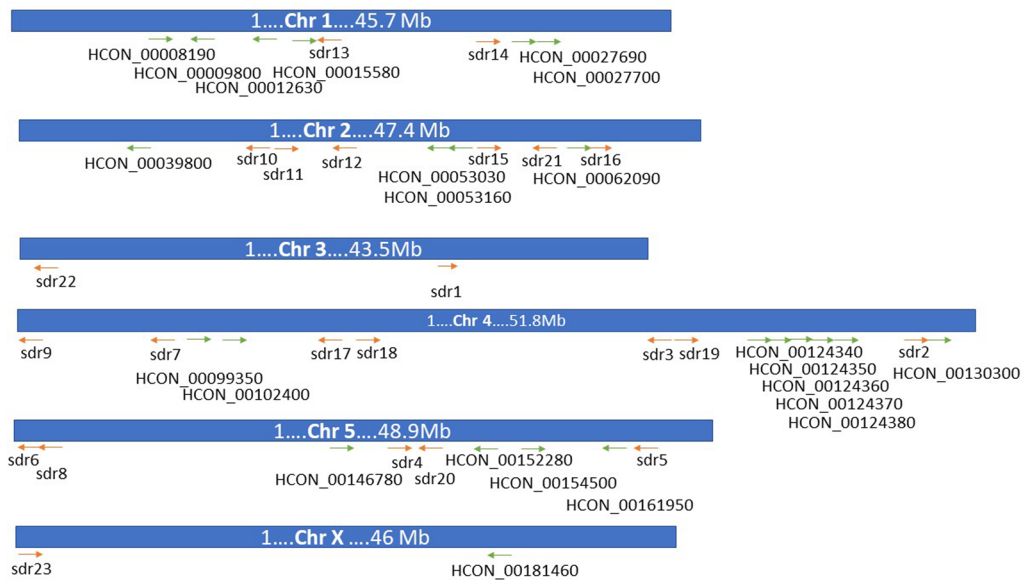 1....Chr 1....45.7 Mb
HCON_00008190
sdr13
sdr14
HCON_00027690
HCON_00009800
HCON_00015580
HCON_00027700
HCON_00012630
1....Chr 2....47.4 Mb
HCON_00039800
sdr10
sdr11
sdr12
sdr15
sdr21
sdr16
HCON_00053030
HCON_00062090
HCON_00053160
1....Chr 3....43.5Mb
sdr22
sdr1
1....Chr 4....51.8Mb
sdr9
sdr7
sdr17
sdr18
sdr3
sdr19
HCON_00124340
sdr2
HCON_00099350
HCON_00124350
HCON_00130300
HCON_00102400
HCON_00124360
HCON_00124370
HCON_00124380
1....Chr 5....48.9Mb
sdr6
sdr8
sdr4
HCON_00152280
sdr5
HCON_00146780
sdr20
HCON_00154500
HCON_00161950
1....Chr X ....46 Mb
sdr23
HCON_00181460